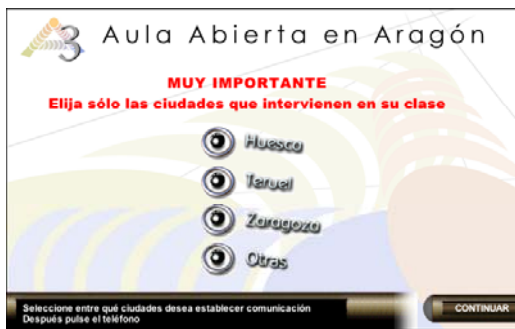 Aula Abierta en Aragón
MUY IMPORTANTE
Elija sólo las ciudades que intervienen en su clase
Huesca
Teruel
Zaragoza
Otras
Seleccione entre qué ciudades desea establecer comunicación
Después pulse el teléfono
CONTINUAR